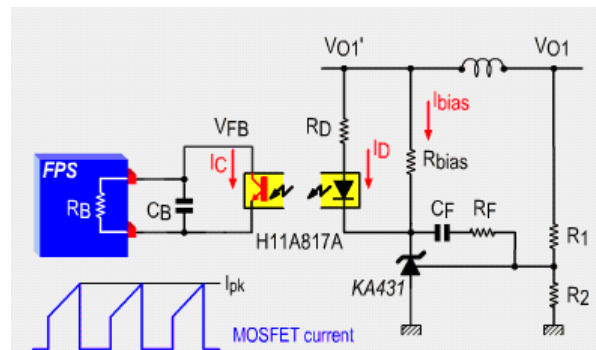 VO1'
VO1
Ibias
RD
VFB
Rbias
FPS
IC
ID
RB
CB
CF
RF
H11A817A
R1
KA431
R2
Ipk
MOSFET current